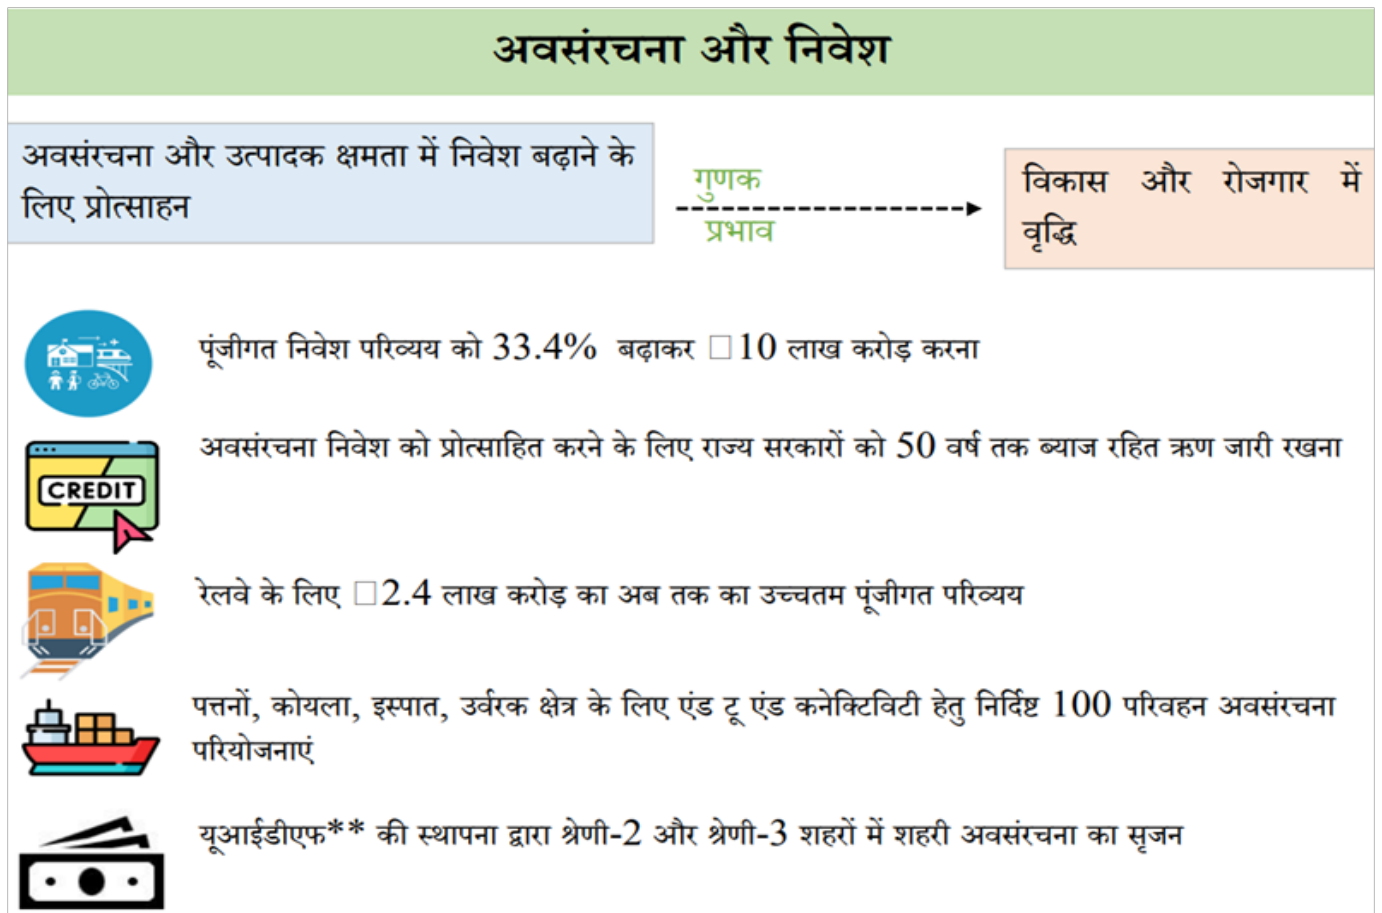 अवसंरचना और निवेश
अवसंरचना और उत्पादक क्षमता में निवेश बढ़ाने के
लिए प्रोत्साहन
गुणक
प्रभाव
विकास और रोजगार में
वृद्धि
पूंजीगत निवेश परिव्यय को 33.4% बढ़ाकर □10 लाख करोड़ करना
CREDIT
अवसंरचना निवेश को प्रोत्साहित करने के लिए राज्य सरकारों को 50 वर्ष तक ब्याज रहित ऋण जारी रखना
रेलवे के लिए □2.4 लाख करोड़ का अब तक का उच्चतम पूंजीगत परिव्यय
पत्तनों, कोयला, इस्पात, उर्वरक क्षेत्र के लिए एंड टू एंड कनेक्टिविटी हेतु निर्दिष्ट 100 परिवहन अवसंरचना
परियोजनाएं
यूआईडीएफ** की स्थापना द्वारा श्रेणी-2 और श्रेणी-3 शहरों में शहरी अवसंरचना का सृजन